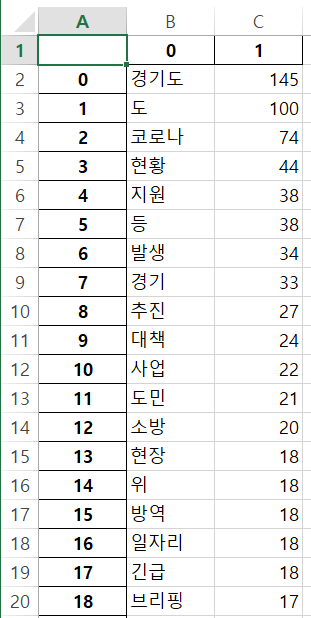 A B C
1 0 1
2 0 경기도 145
3 1 도 100
4 2 코로나 74
5 3 현황 44
6 4 지원 38
7 5 등 38
8 6 발생 34
9 7 경기 33
10 8 추진 27
11 9 대책 24
12 10 사업 22
13 11 도민 21
14 12 소방 20
15 13 현장 18
16 14 위 18
17 15 방역 18
18 16 일자리 18
19 17 긴급 18
20 18 브리핑 17